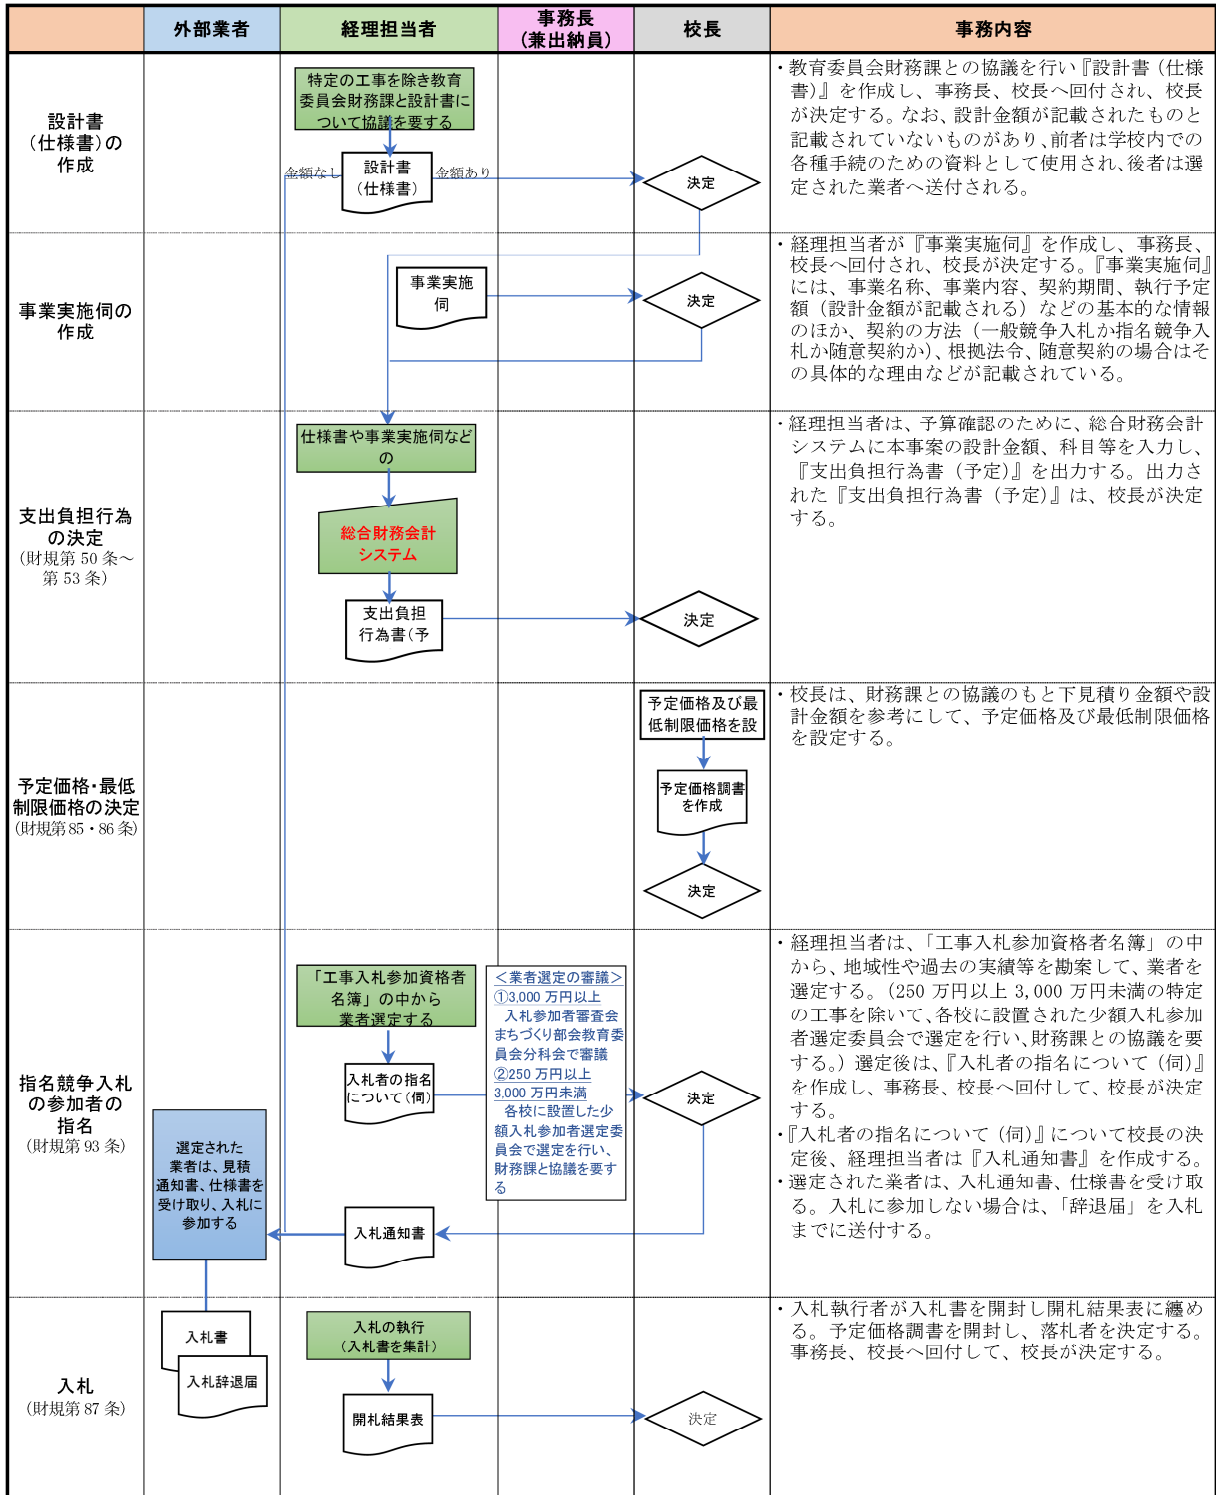 外部業者
経理担当者
事務長
（兼出納員）
校長
事務内容
設計書
（仕様書）の
作成
特定の工事を除き教育
委員会財務課と設計書に
ついて協議を要する
金額なし
設計書
（仕様書）
金額あり
決定
・教育委員会財務課との協議を行い『設計書（仕様
書）』を作成し、事務長、校長へ回付され、校長
が決定する。なお、設計金額が記載されたものと
記載されていないものがあり、前者は学校内での
各種手続のための資料として使用され、後者は選
定された業者へ送付される。
事業実施伺の
作成
事業実施
伺
決定
・経理担当者が『事業実施伺』を作成し、事務長、
校長へ回付され、校長が決定する。『事業実施伺』
には、事業名称、事業内容、契約期間、執行予定
額（設計金額が記載される）などの基本的な情報
のほか、契約の方法（一般競争入札か指名競争入
札か随意契約か）、根拠法令、随意契約の場合はそ
の具体的な理由などが記載されている。
支出負担行為
の決定
（財規第 50 条～
第 53 条）
仕様書や事業実施伺など
の
総合財務会計
システム
支出負担
行為書（予
決定
・経理担当者は、予算確認のために、総合財務会計
システムに本事案の設計金額、科目等を入力し、
『支出負担行為書（予定）』を出力する。出力さ
れた『支出負担行為書（予定）』は、校長が決定
する。
予定価格・最低
制限価格の決定
（財規第 85・86 条）
予定価格及び最
低制限価格を設
予定価格調書
を作成
決定
・校長は、財務課との協議のもと下見積り金額や設
計金額を参考にして、予定価格及び最低制限価格
を設定する。
指名競争入札
の参加者の
指名
（財規第 93 条）
選定された
業者は、見積
通知書、仕様書を
受け取り、入札に
参加する
「工事入札参加資格者
名簿」の中から
業者選定する
入札者の指名
について（伺）
入札通知書
＜業者選定の審議＞
①3,000 万円以上
入札参加者審査会
まちづくり部会教育委
員会分科会で審議
②250 万円以上
3,000 万円未満
各校に設置した少
額入札参加者選定委
員会で選定を行い、
財務課と協議を要す
る
決定
・経理担当者は、「工事入札参加資格者名簿」の中
から、地域性や過去の実績等を勘案して、業者を
選定する。（250 万円以上 3,000 万円未満の特定
の工事を除いて、各校に設置された少額入札参加
者選定委員会で選定を行い、財務課との協議を要
する。）選定後は、『入札者の指名について（伺）』
を作成し、事務長、校長へ回付して、校長が決定
する。
・『入札者の指名について（伺）』について校長の決
定後、経理担当者は『入札通知書』を作成する。
・選定された業者は、入札通知書、仕様書を受け取
る。入札に参加しない場合は、「辞退届」を入札
までに送付する。
入札
（財規第 87 条）
入札書
入札辞退届
入札の執行
（入札書を集計）
開札結果表
決定
・入札執行者が入札書を開封し開札結果表に纏め
る。予定価格調書を開封し、落札者を決定する。
事務長、校長へ回付して、校長が決定する。